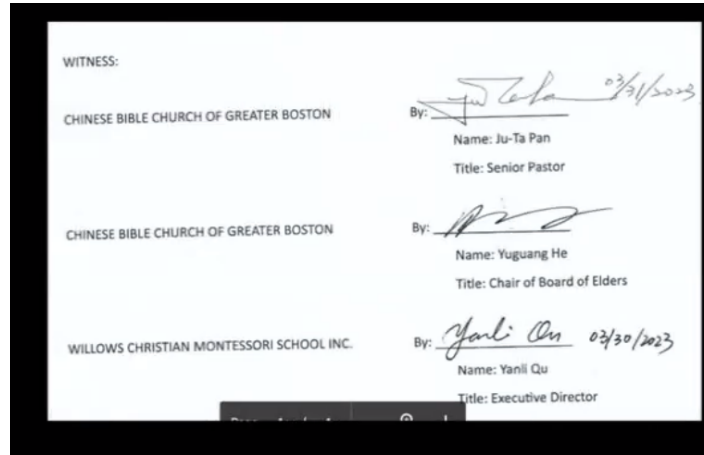 WITNESS:
CHINESE BIBLE CHURCH OF GREATER BOSTON By: 03/31/2023
Name: Ju-Ta Pan
Title: Senior Pastor
CHINESE BIBLE CHURCH OF GREATER BOSTON By:
Name: Yuguang He
Title: Chair of Board of Elders
WILLOWS CHRISTIAN MONTESSORI SCHOOL INC. By: Yanli Qu 03/30/2023
Name: Yanli Qu
Title: Executive Director